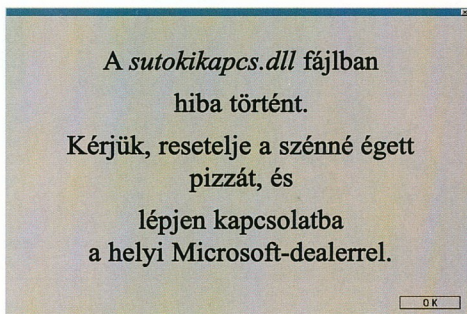 A sutokikapcs.dll fájlban
hiba történt.
Kérjük, resetelje a szénné égett
pizzát, és
lépjen kapcsolatba
a helyi Microsoft-dealerrel.
OK